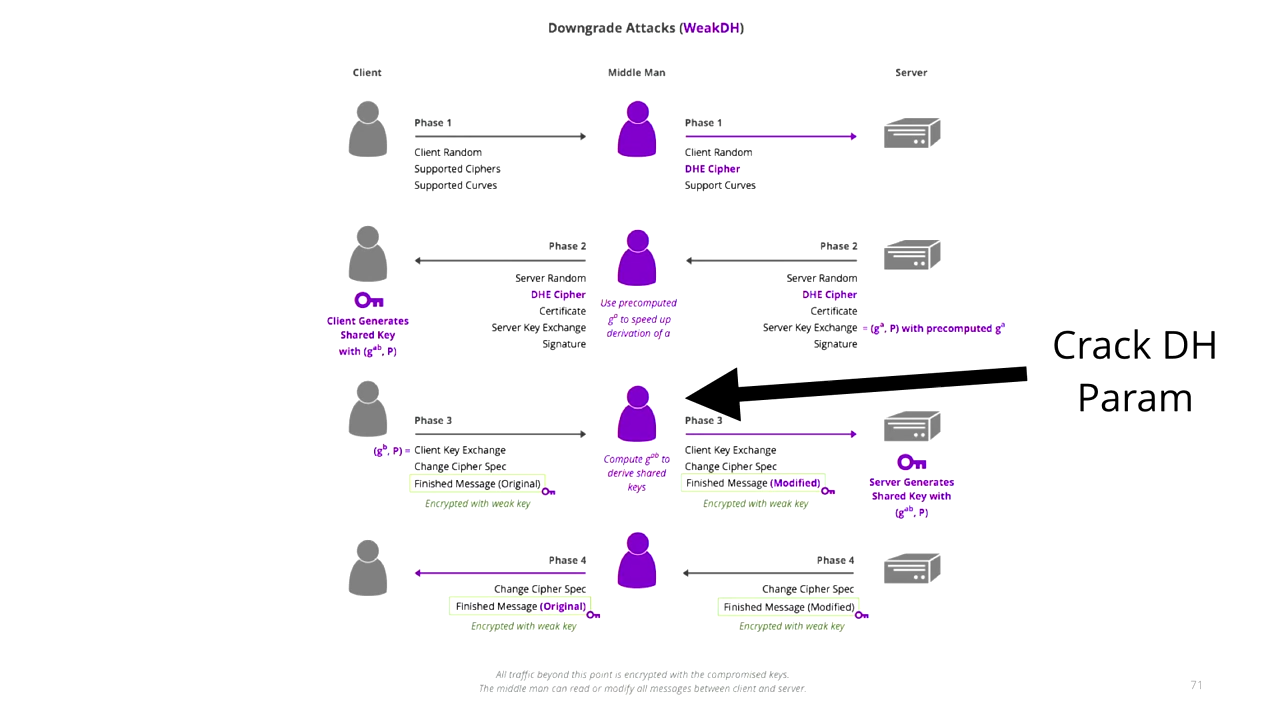 Downgrade Attacks (WeakDH)
Client
Middle Man
Server
Phase 1
Client Random
Supported Ciphers
Supported Curves
Phase 1
Client Random
DHE Cipher
Support Curves
Phase 2
Server Random
DHE Cipher
Certificate
Server Key Exchange
Signature
Client Generates
Shared Key
with (gᵃᵇ, P)
Use precomputed
gᵃ to speed up
derivation of a
Phase 2
Server Random
DHE Cipher
Certificate
Server Key Exchange = (gᵃ, P) with precomputed gᵃ
Signature
Crack DH
Param
Phase 3
(gᵇ, P) = Client Key Exchange
Change Cipher Spec
Finished Message (Original)
Encrypted with weak key
Compute gᵃᵇ to
derive shared
keys
Phase 3
Client Key Exchange
Change Cipher Spec
Finished Message (Modified)
Encrypted with weak key
Server Generates
Shared Key with
(gᵃᵇ, P)
Phase 4
Change Cipher Spec
Finished Message (Original)
Encrypted with weak key
Phase 4
Change Cipher Spec
Finished Message (Modified)
Encrypted with weak key
All traffic beyond this point is encrypted with the compromised keys.
The middle man can read or modify all messages between client and server.
71